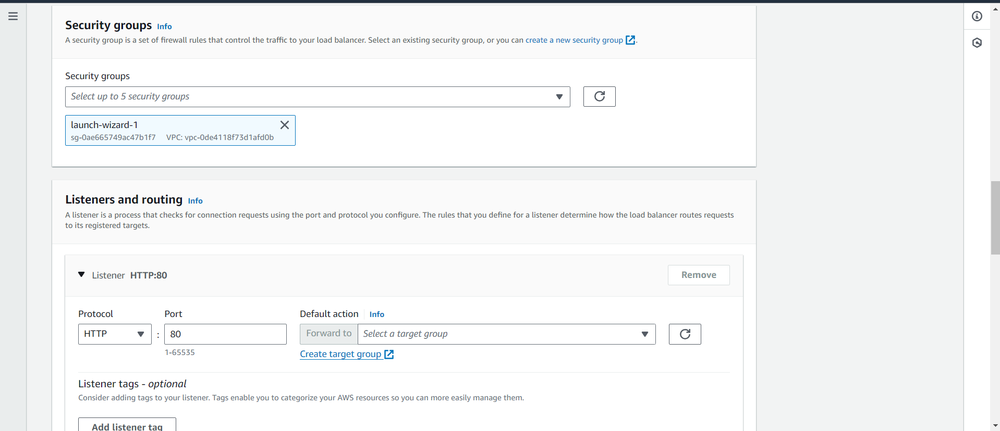 Security groups Info
A security group is a set of firewall rules that control the traffic to your load balancer. Select an existing security group, or you can create a new security group.
Security groups
Select up to 5 security groups
launch-wizard-1
sg-0ae665749ac47b1f7 VPC: vpc-0de4118f73d1afd0b
Listeners and routing Info
A listener is a process that checks for connection requests using the port and protocol you configure. The rules that you define for a listener determine how the load balancer routes requests
to its registered targets.
Listener HTTP:80 Remove
Protocol Port Default action Info
HTTP : 80 Forward to Select a target group
1-65535 Create target group
Listener tags - optional
Consider adding tags to your listener. Tags enable you to categorize your AWS resources so you can more easily manage them.
Add listener tag